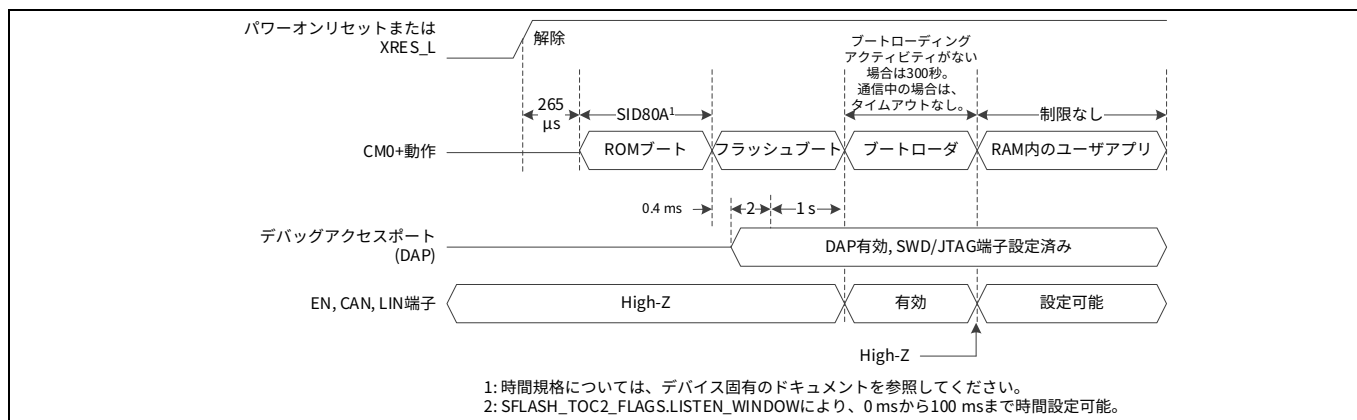 パワーオンリセットまたは
XRES_L
解除
ブートローディング
アクティビティがない
場合は300秒。
通信中の場合は、
タイムアウトなし。
265
µs
SID80A1
制限なし
CM0+動作
ROMブート
フラッシュブート
ブートローダ
RAM内のユーザアプリ
0.4 ms
2
1 s
デバッグアクセスポート
(DAP)
DAP有効, SWD/JTAG端子設定済み
EN, CAN, LIN端子
High-Z
有効
設定可能
High-Z
1: 時間規格については、デバイス固有のドキュメントを参照してください。
2: SFLASH_TOC2_FLAGS.LISTEN_WINDOWにより、0 msから100 msまで時間設定可能。